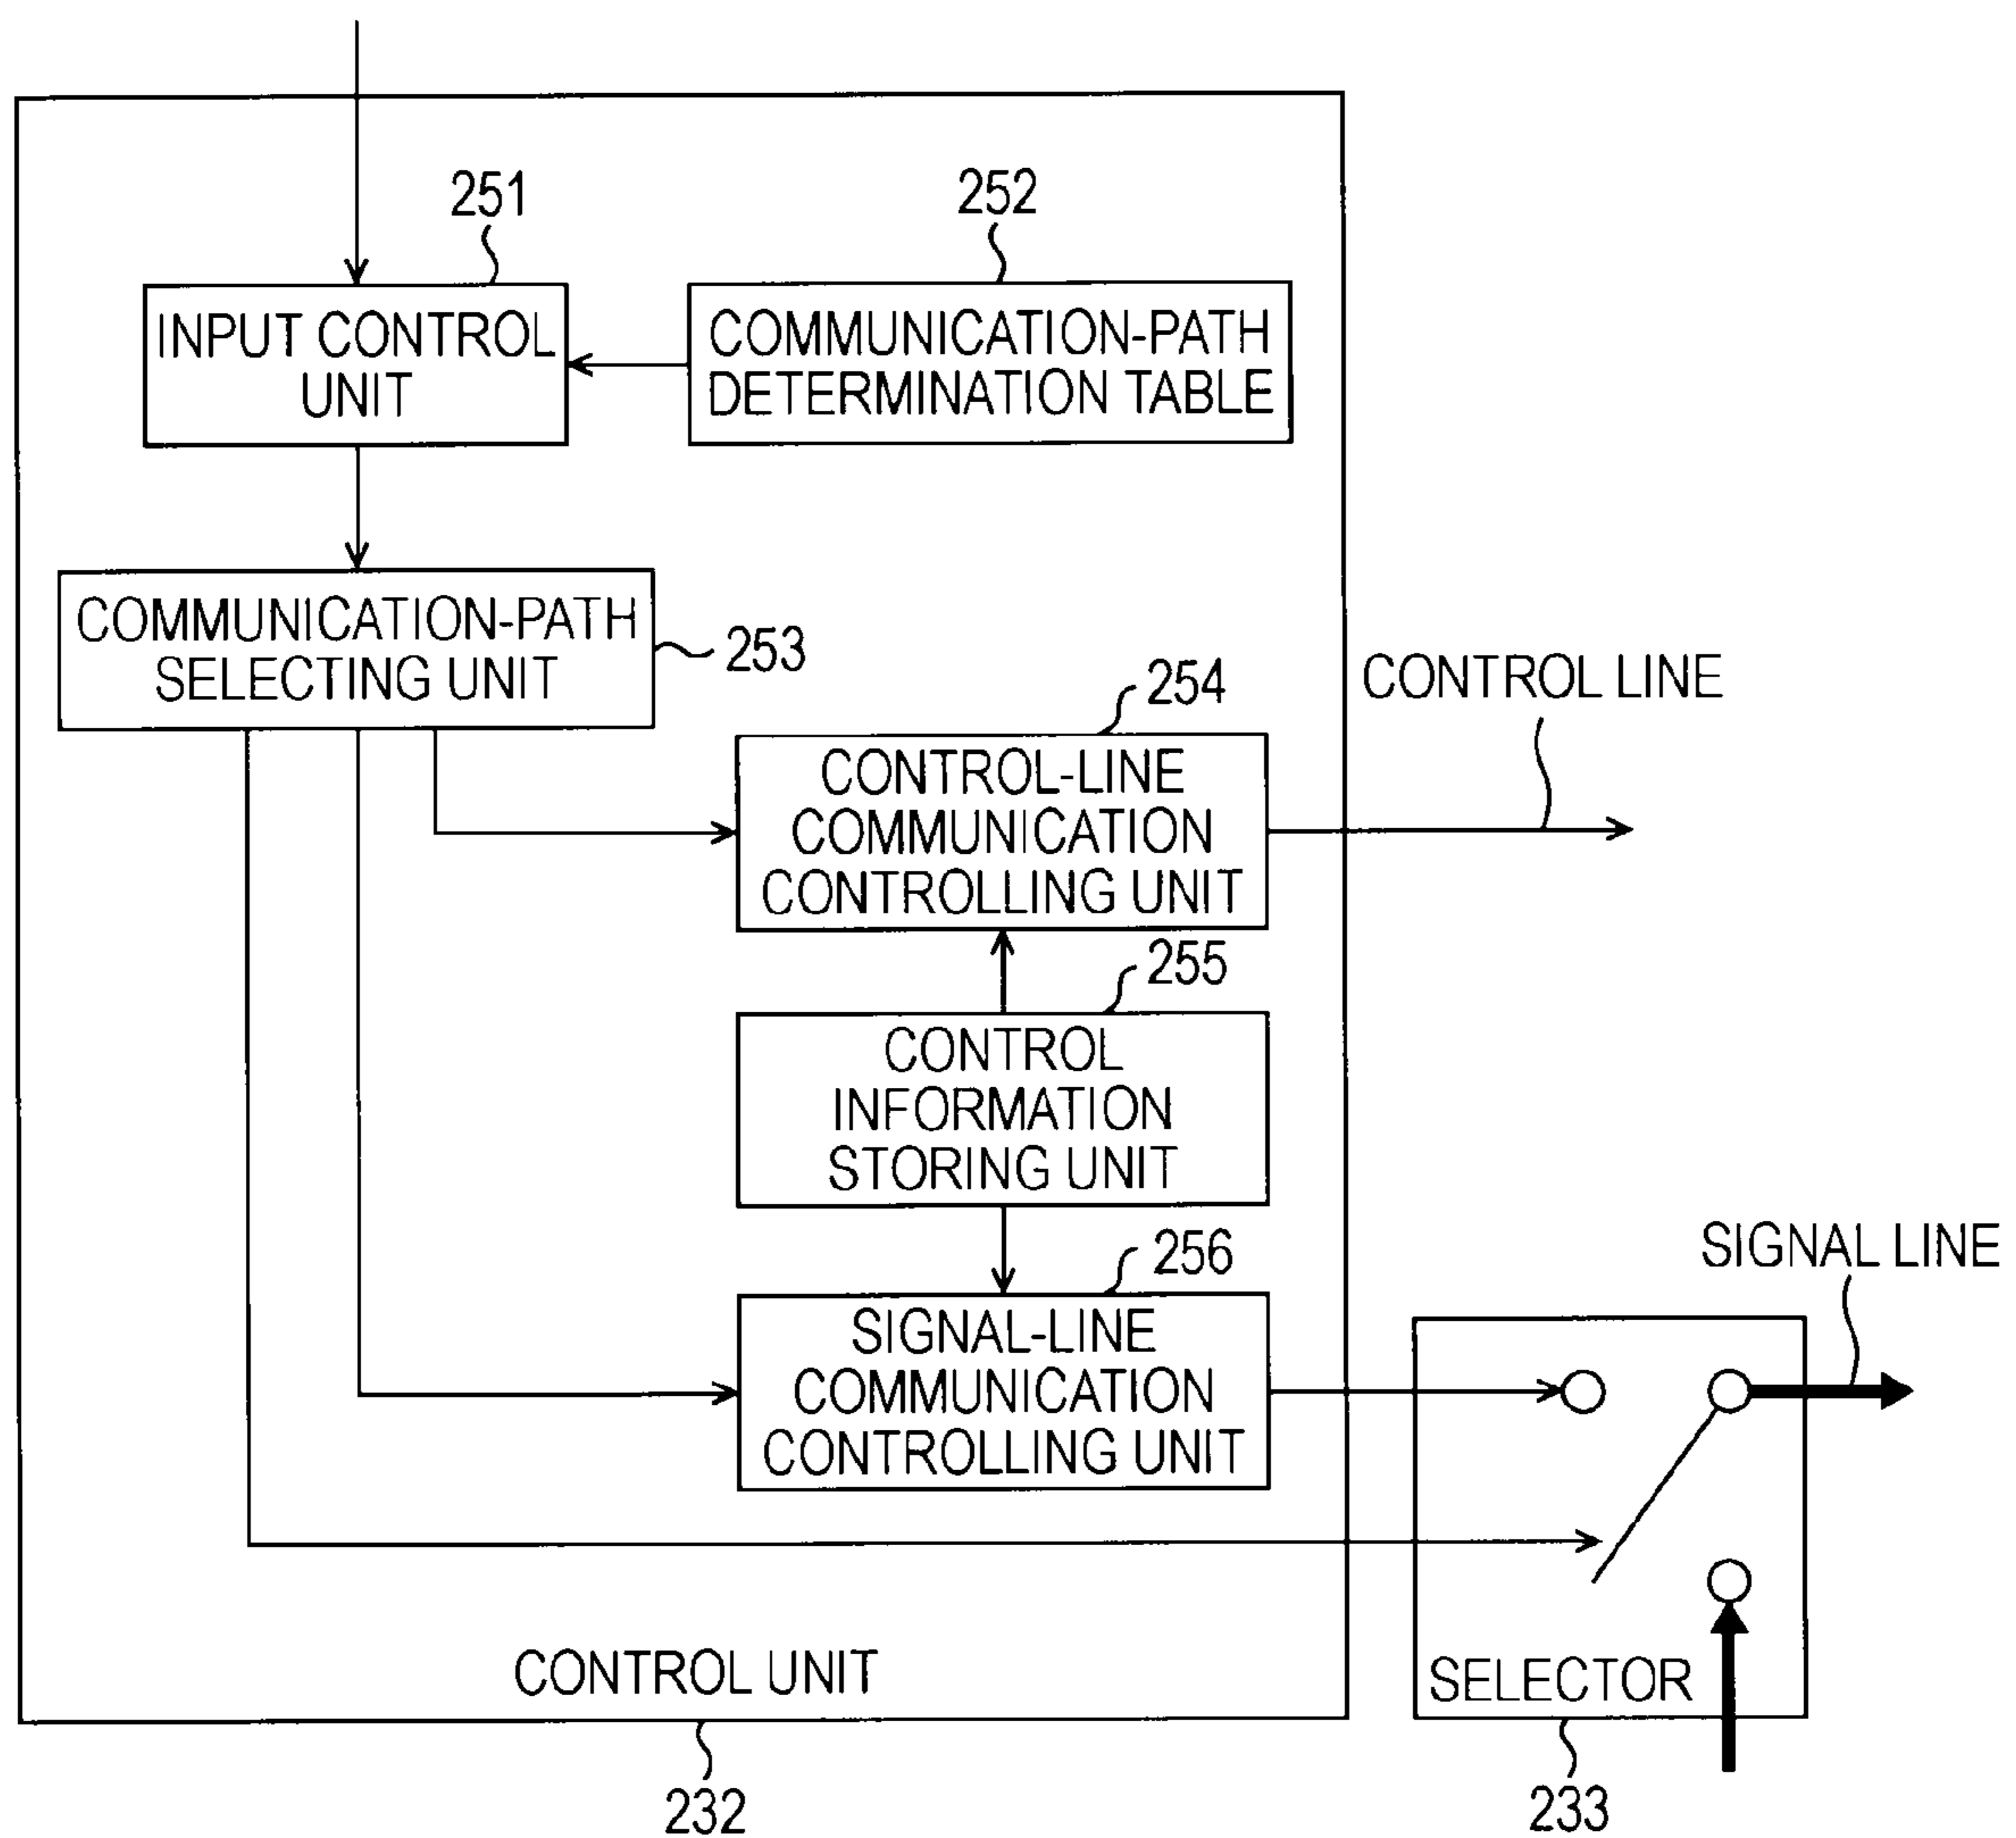 251
252
INPUT CONTROL
UNIT
COMMUNICATION-PATH
DETERMINATION TABLE
COMMUNICATION-PATH
SELECTING UNIT
253
254
CONTROL LINE
CONTROL-LINE
COMMUNICATION
CONTROLLING UNIT
255
CONTROL
INFORMATION
STORING UNIT
256
SIGNAL LINE
SIGNAL-LINE
COMMUNICATION
CONTROLLING UNIT
CONTROL UNIT
SELECTOR
232
233